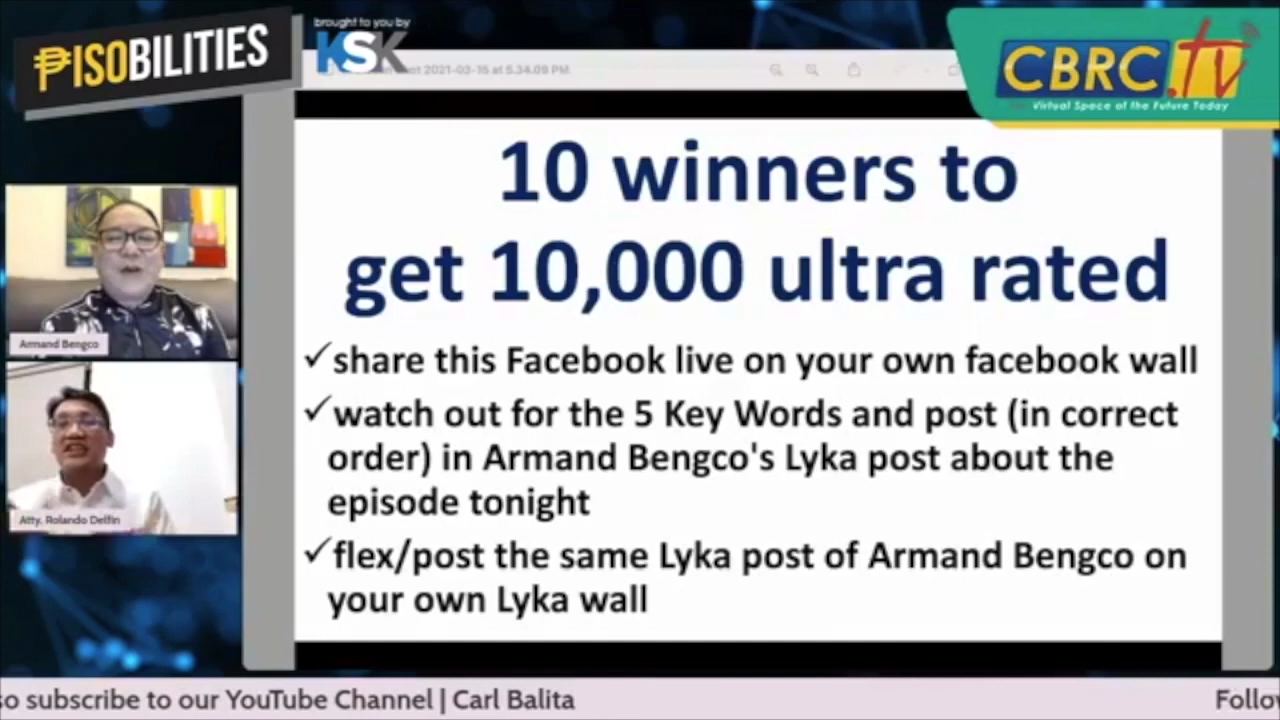 ₱ISOBILITIES
brought to you by
KSK
ot 2021-03-16 at 5.34.09 PM
CBRC.tv
Virtual Space of the Future Today
10 winners to
get 10,000 ultra rated
✓share this Facebook live on your own facebook wall
✓watch out for the 5 Key Words and post (in correct
order) in Armand Bengco's Lyka post about the
episode tonight
✓flex/post the same Lyka post of Armand Bengco on
your own Lyka wall
Armand Bengco
Atty. Rolando Delfin
so subscribe to our YouTube Channel | Carl Balita
Follo